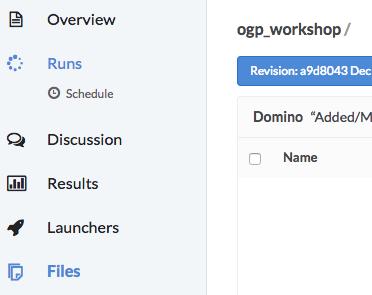 Overview
Runs
Schedule
Discussion
Results
Launchers
Files
ogp_workshop /
Revision: a9d8043 Dec
Domino "Added/M
Name